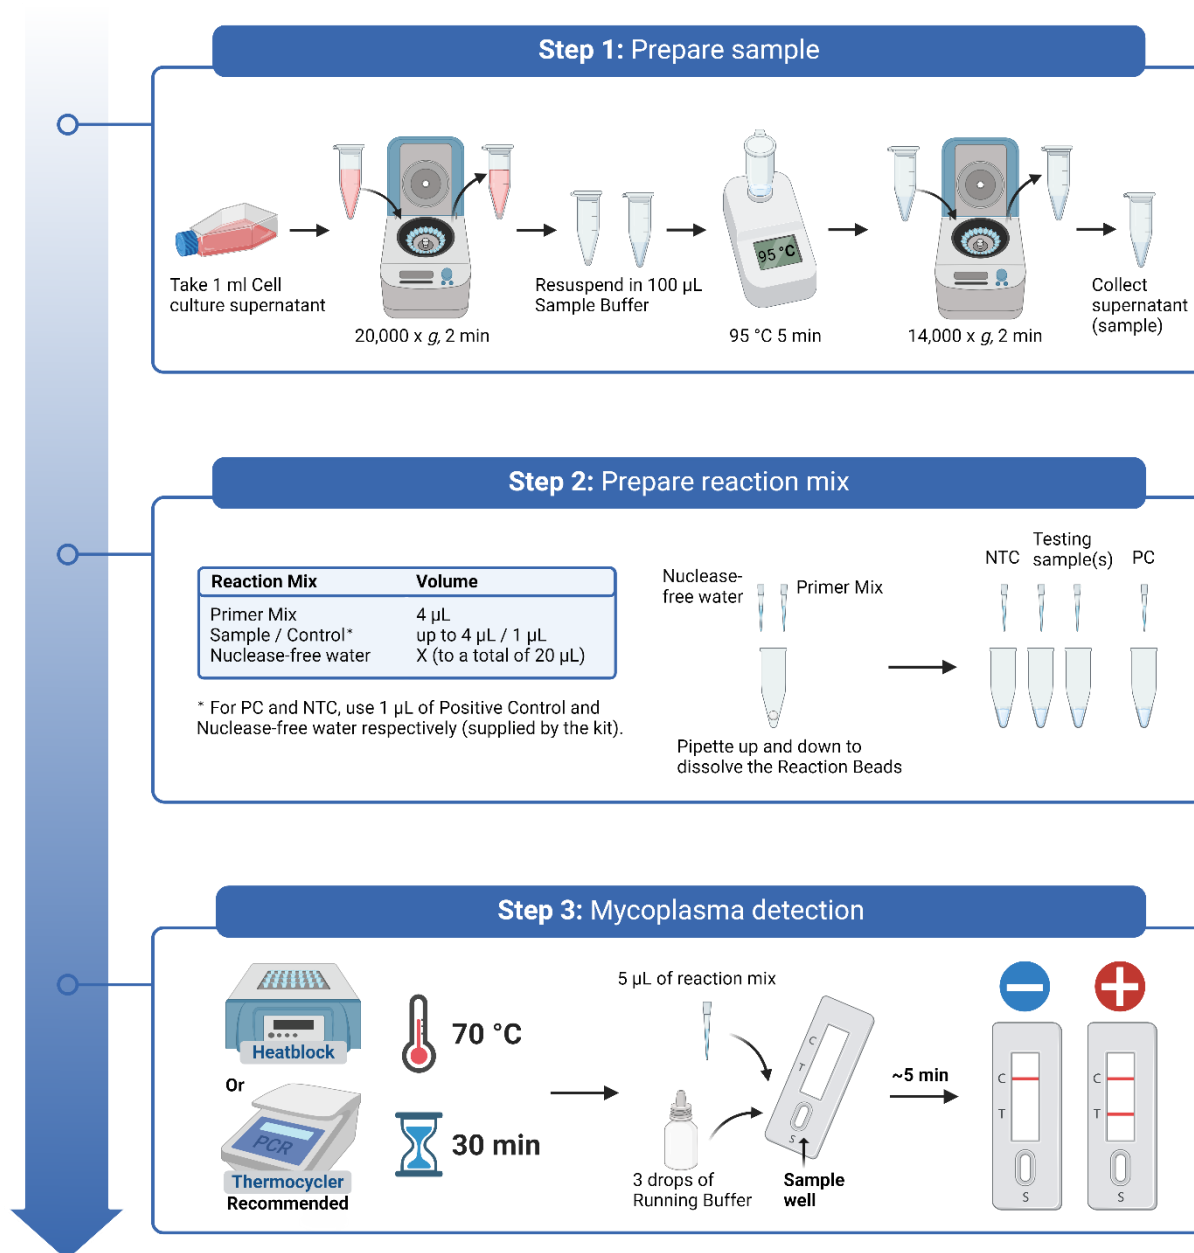 Step 1: Prepare sample
Take 1 ml Cell
culture supernatant
20,000 x g, 2 min
Resuspend in 100 µL
Sample Buffer
95 °C
95 °C 5 min
14,000 x g, 2 min
Collect
supernatant
(sample)
Step 2: Prepare reaction mix
Reaction Mix Volume
Primer Mix 4 µL
Sample / Control* up to 4 µL / 1 µL
Nuclease-free water X (to a total of 20 µL)
* For PC and NTC, use 1 µL of Positive Control and
Nuclease-free water respectively (supplied by the kit).
Nuclease-
free water
Primer Mix
Pipette up and down to
dissolve the Reaction Beads
NTC
Testing
sample(s)
PC
Step 3: Mycoplasma detection
Heatblock
Or
PCR
Thermocycler
Recommended
70 °C
30 min
5 µL of reaction mix
3 drops of
Running Buffer
C
T
S
Sample
well
~5 min
C
T
S
C
T
S